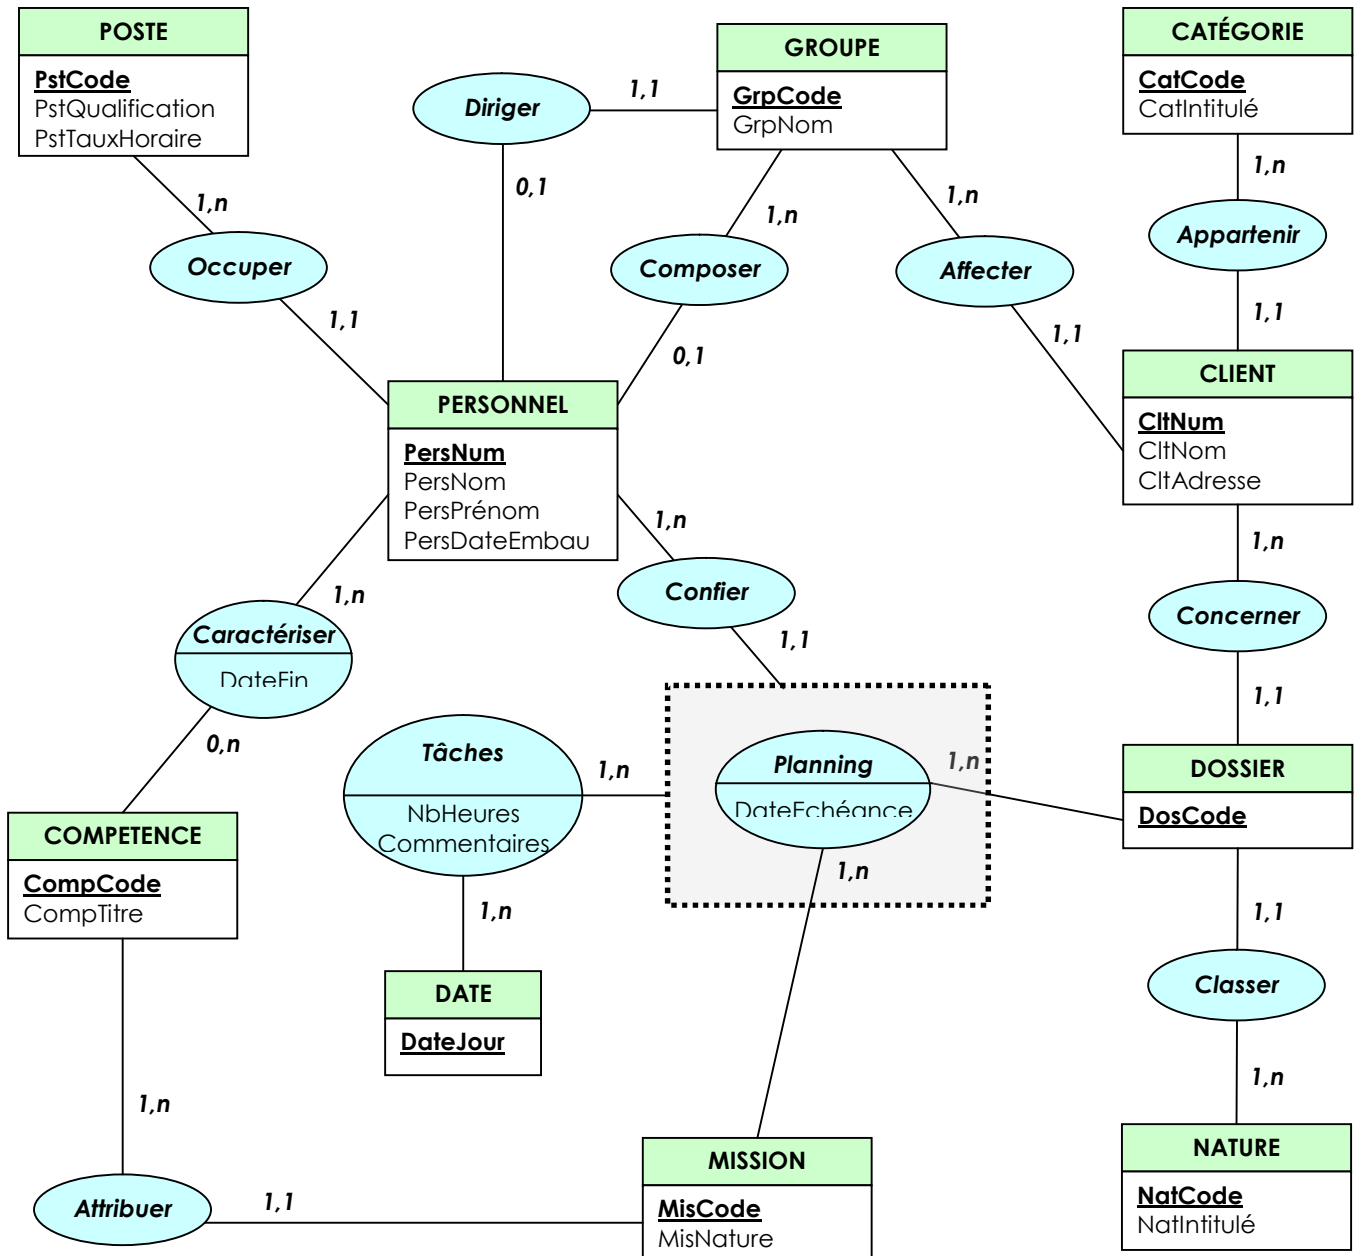 POSTE
PstCode
PstQualification
PstTauxHoraire
GROUPE
GrpCode
GrpNom
CATÉGORIE
CatCode
CatIntitulé
Diriger
1,1
0,1
1,n
Occuper
1,1
1,n
Composer
0,1
1,n
Affecter
1,1
1,n
Appartenir
1,1
PERSONNEL
PersNum
PersNom
PersPrénom
PersDateEmbau
CLIENT
CltNum
CltNom
CltAdresse
1,n
Caractériser
DateFin
0,n
1,n
Confier
1,1
1,n
Concerner
1,1
Tâches
NbHeures
Commentaires
1,n
1,n
Planning
DateEchéance
1,n
1,n
DOSSIER
DosCode
COMPETENCE
CompCode
CompTitre
DATE
DateJour
1,1
Classer
1,n
1,n
Attribuer
1,1
MISSION
MisCode
MisNature
NATURE
NatCode
NatIntitulé